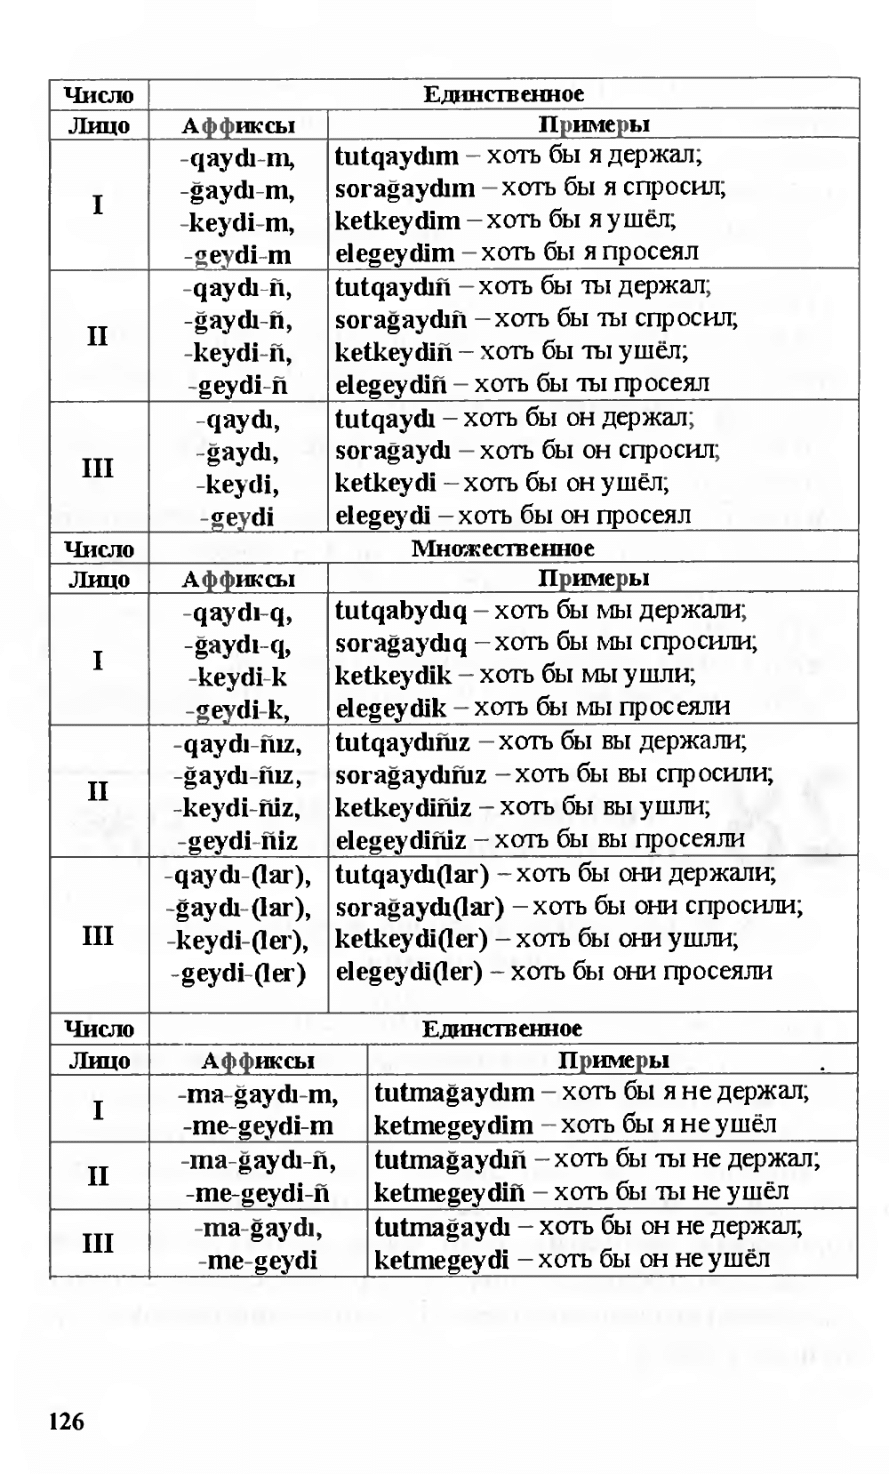 Число Единственное
Лицо Аффиксы Примеры
-qaydı-m, tutqaydım – хоть бы я держал;
-ğaydı-m, sorağaydım – хоть бы я спросил;
I
-keydi-m, ketkeydim – хоть бы я ушёл;
-geydi-m elegeydim – хоть бы я просеял
-qaydı-ñ, tutqaydıñ – хоть бы ты держал;
-ğaydı-ñ, sorağaydıñ – хоть бы ты спросил;
II
-keydi-ñ, ketkeydiñ – хоть бы ты ушёл;
-geydi-ñ elegeydiñ – хоть бы ты просеял
-qaydı, tutqaydı – хоть бы он держал;
-ğaydı, sorağaydı – хоть бы он спросил;
III
-keydi, ketkeydi – хоть бы он ушёл;
-geydi elegeydi – хоть бы он просеял
Число Множественное
Лицо Аффиксы Примеры
-qaydı-q, tutqabydıq – хоть бы мы держали;
-ğaydı-q, sorağaydıq – хоть бы мы спросили;
I
-keydi-k ketkeydik – хоть бы мы ушли;
-geydi-k, elegeydik – хоть бы мы просеяли
-qaydı-ñız, tutqaydıñız – хоть бы вы держали;
-ğaydı-ñız, sorağaydıñız – хоть бы вы спросили;
II
-keydi-ñiz, ketkeydiñiz – хоть бы вы ушли;
-geydi-ñiz elegeydiñiz – хоть бы вы просеяли
-qaydı-(lar), tutqaydı(lar) – хоть бы они держали;
-ğaydı-(lar), sorağaydı(lar) – хоть бы они спросили;
III
-keydi-(ler), ketkeydi(ler) – хоть бы они ушли;
-geydi-(ler) elegeydi(ler) – хоть бы они просеяли
Число Единственное
Лицо Аффиксы Примеры
I
-ma-ğaydı-m, tutmağaydım – хоть бы я не держал;
-me-geydi-m ketmegeydim – хоть бы я не ушёл
II
-ma-ğaydı-ñ, tutmağaydıñ – хоть бы ты не держал;
-me-geydi-ñ ketmegeydiñ – хоть бы ты не ушёл
III
-ma-ğaydı, tutmağaydı – хоть бы он не держал;
-me-geydi ketmegeydi – хоть бы он не ушёл
126